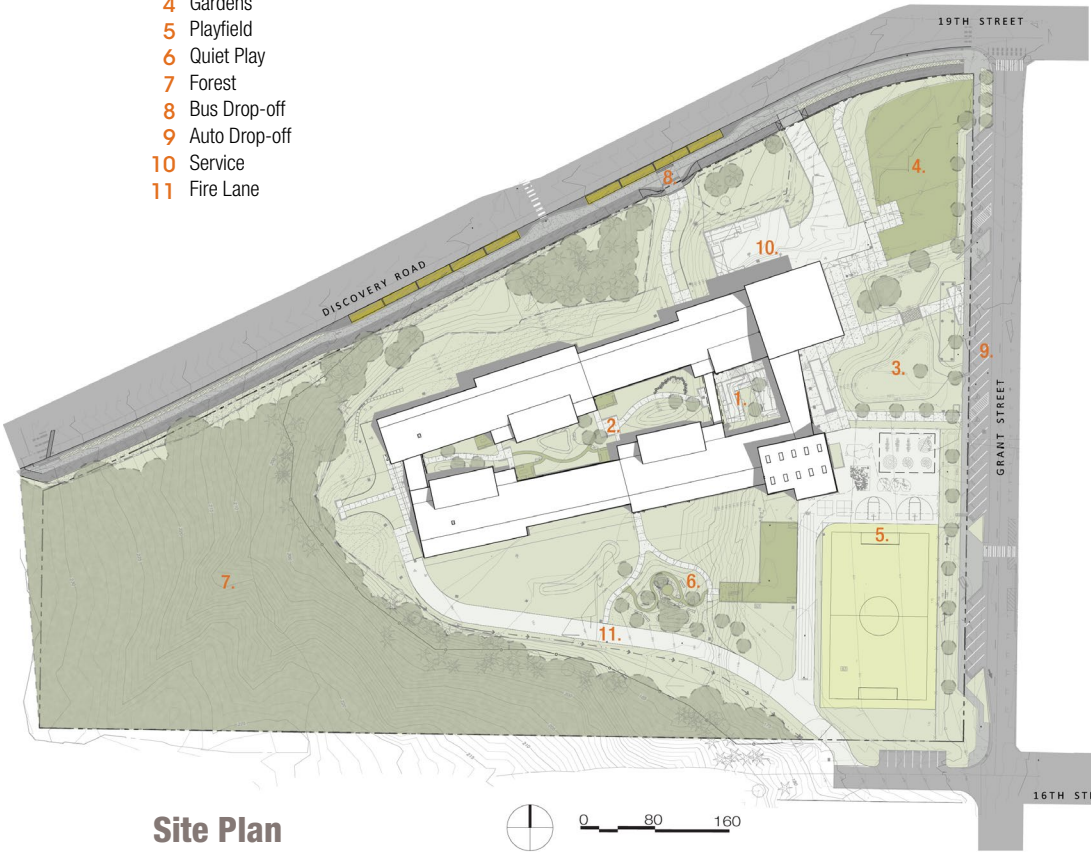 4 Gardens
5 Playfield
6 Quiet Play
7 Forest
8 Bus Drop-off
9 Auto Drop-off
10 Service
11 Fire Lane
19TH STREET
DISCOVERY ROAD
GRANT STREET
8.
4.
10.
3.
9.
1.
2.
5.
7.
6.
11.
16TH ST
Site Plan
0 80 160